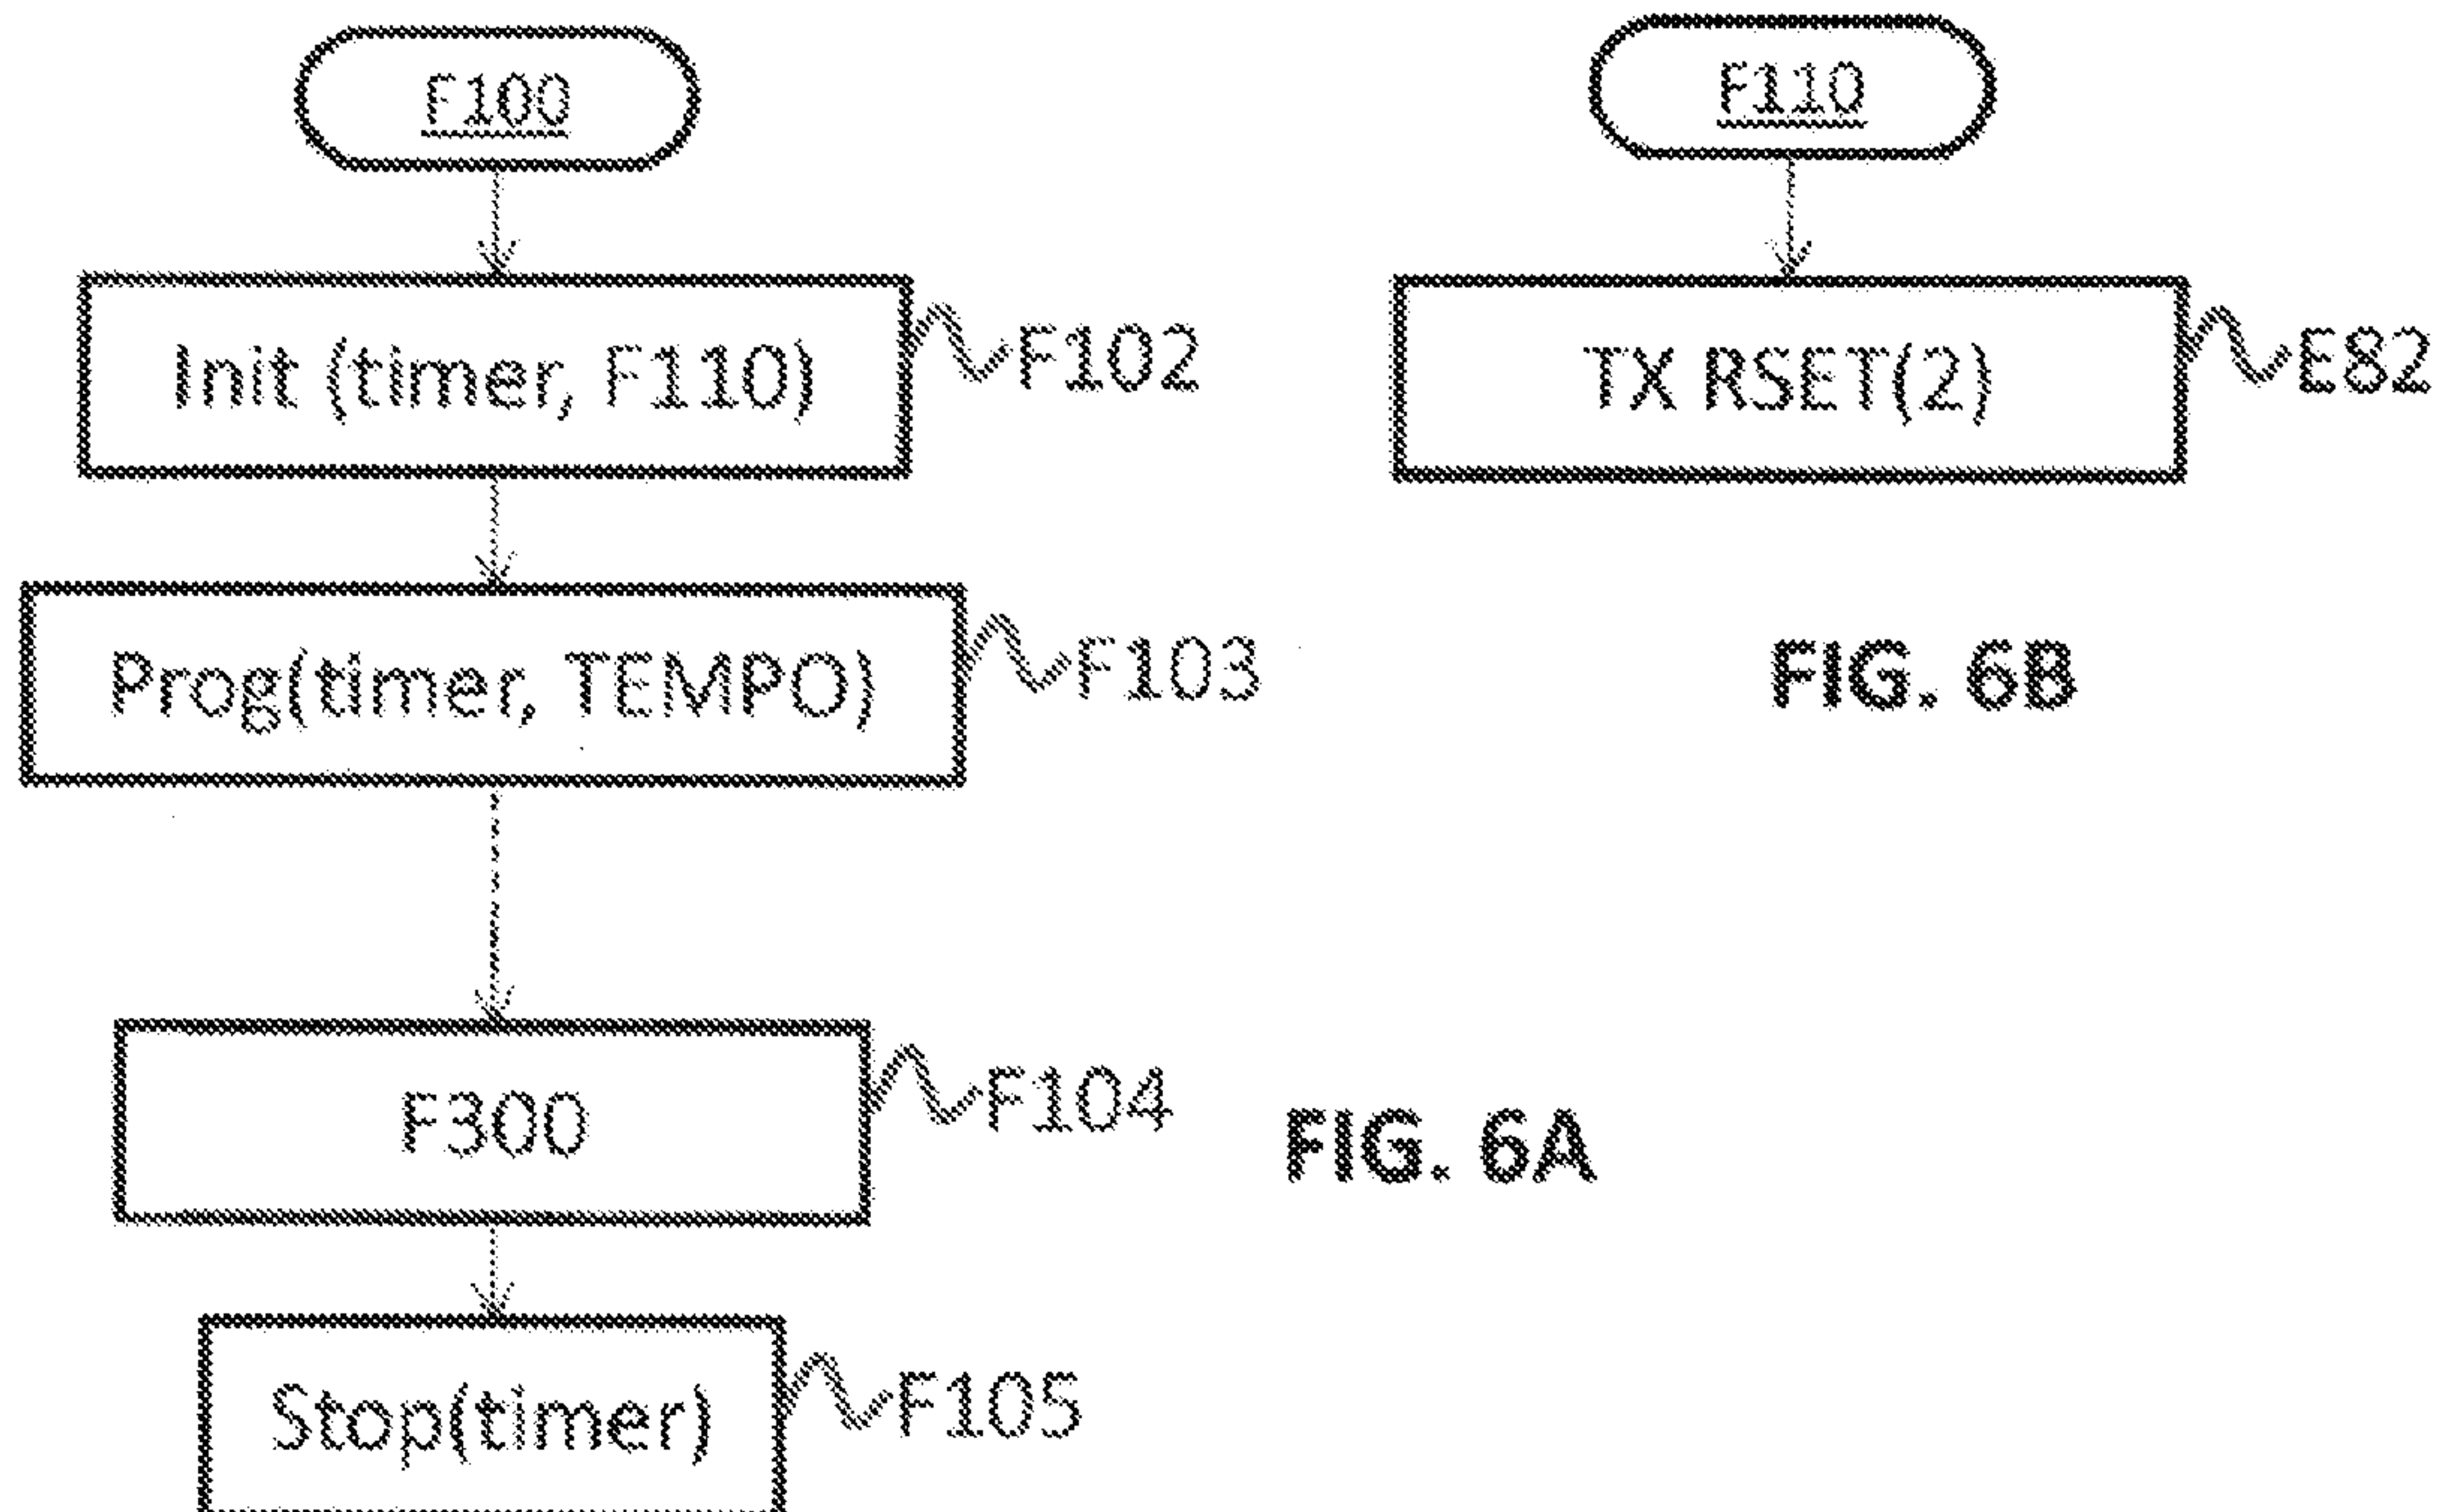 F100
Init (timer, F110)
F102
Prog(timer, TEMPO)
F103
F300
F104
Stop(timer)
F105
FIG. 6A
F110
TX RSET(2)
E82
FIG. 6B